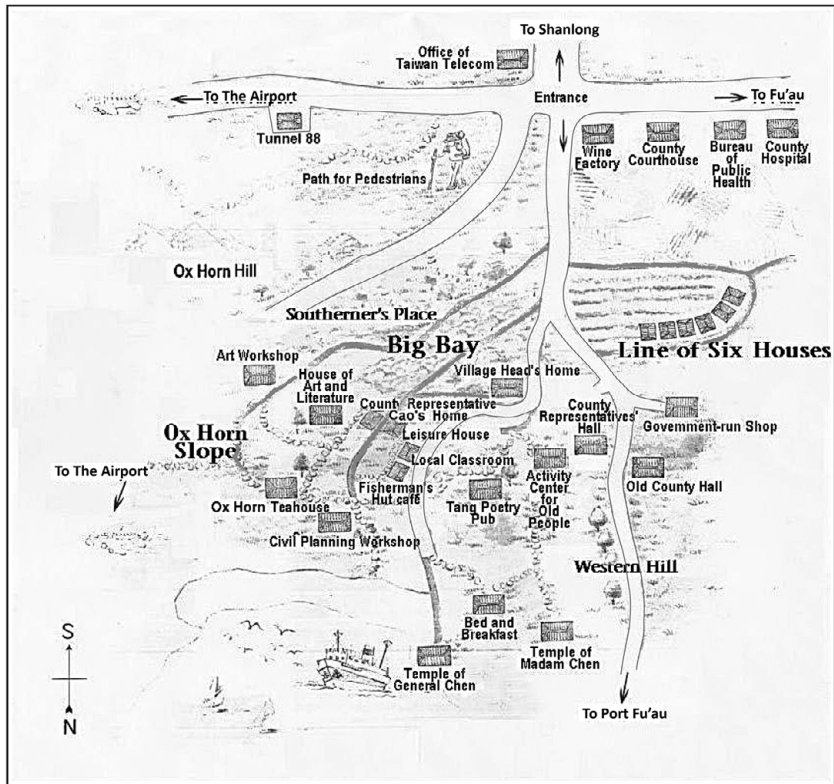 To Shanlong
Office of
Taiwan Telecom
To The Airport
Entrance
To Fu'au
Tunnel 88
Wine
Factory
County
Courthouse
Bureau
of
Public
Health
County
Hospital
Path for Pedestrians
Ox Horn Hill
Southerner's Place
Big Bay
Line of Six Houses
Art Workshop
House of
Art and
Literature
Village Head's Home
County Representative
Cao's Home
Leisure House
County
Representatives'
Hall
Government-run Shop
Ox Horn
Slope
Local Classroom
To The Airport
Fisherman's
Hut café
Activity
Center
for
Old
People
Old County Hall
Ox Horn Teahouse
Tang Poetry
Pub
Civil Planning Workshop
Western Hill
Bed and
Breakfast
Temple of
Madam Chen
Temple of
General Chen
S
N
To Port Fu'au